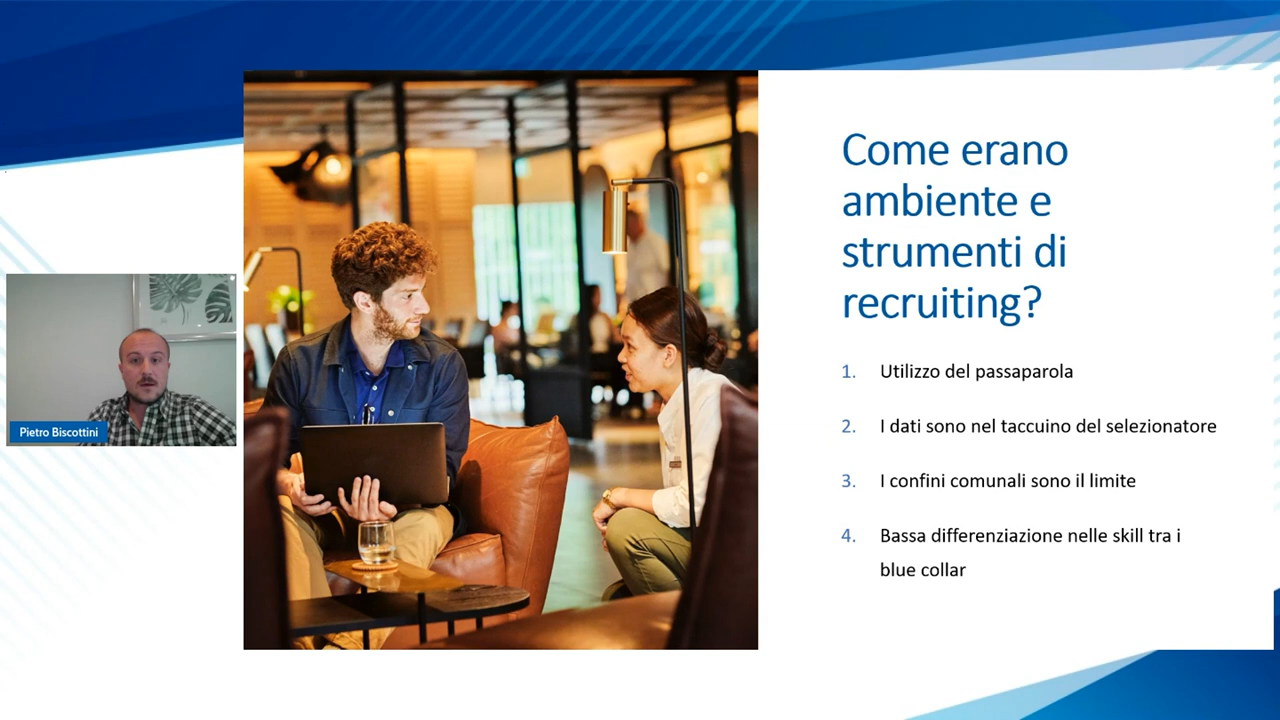 Pietro Biscottini
Come erano
ambiente e
strumenti di
recruiting?
1. Utilizzo del passaparola
2. I dati sono nel taccuino del selezionatore
3. I confini comunali sono il limite
4. Bassa differenziazione nelle skill tra i
blue collar